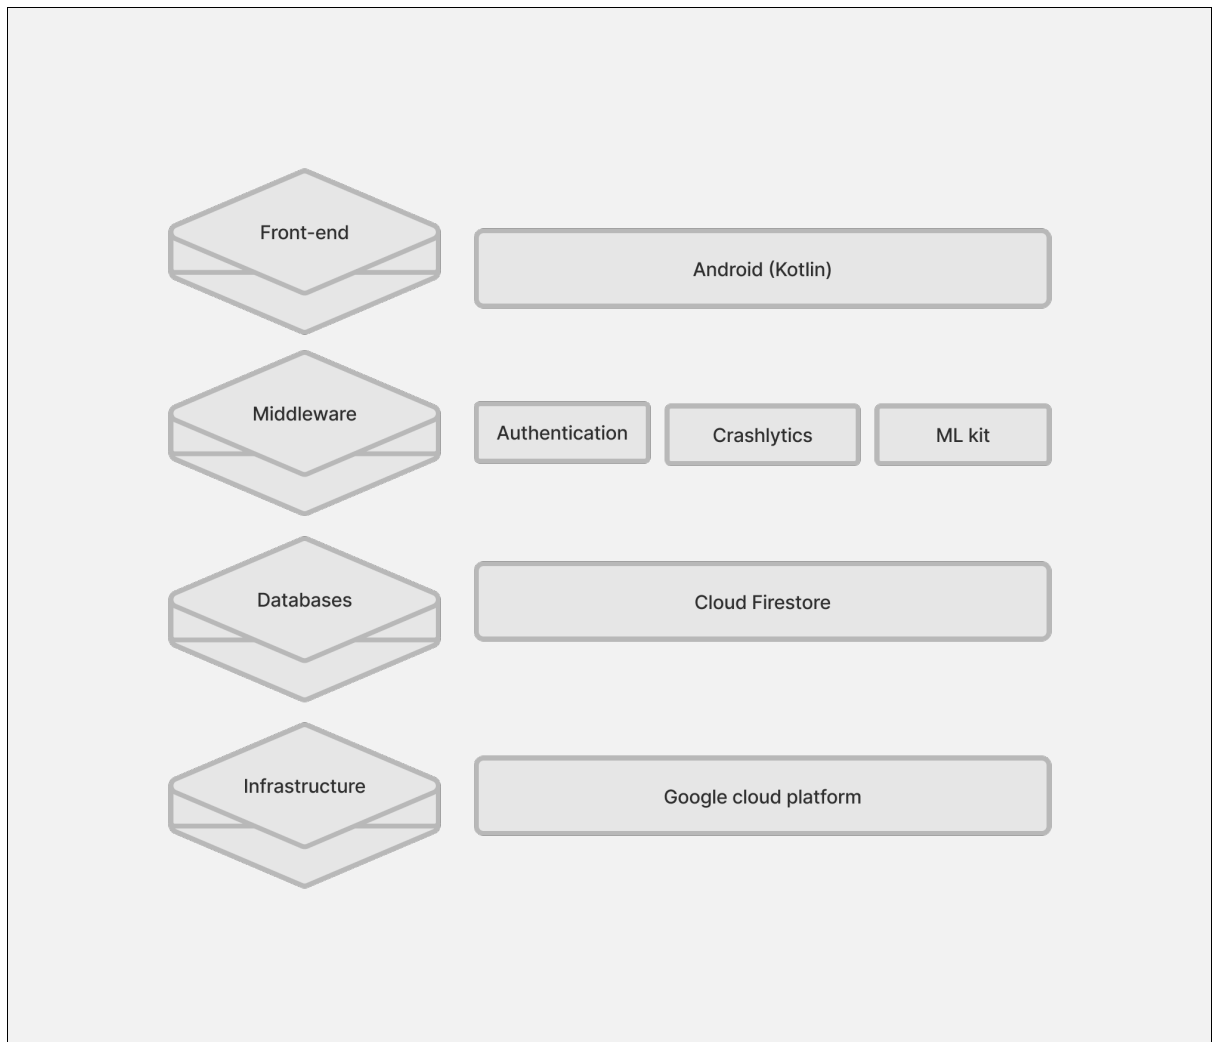 Front-end
Android (Kotlin)
Middleware
Authentication
Crashlytics
ML kit
Databases
Cloud Firestore
Infrastructure
Google cloud platform